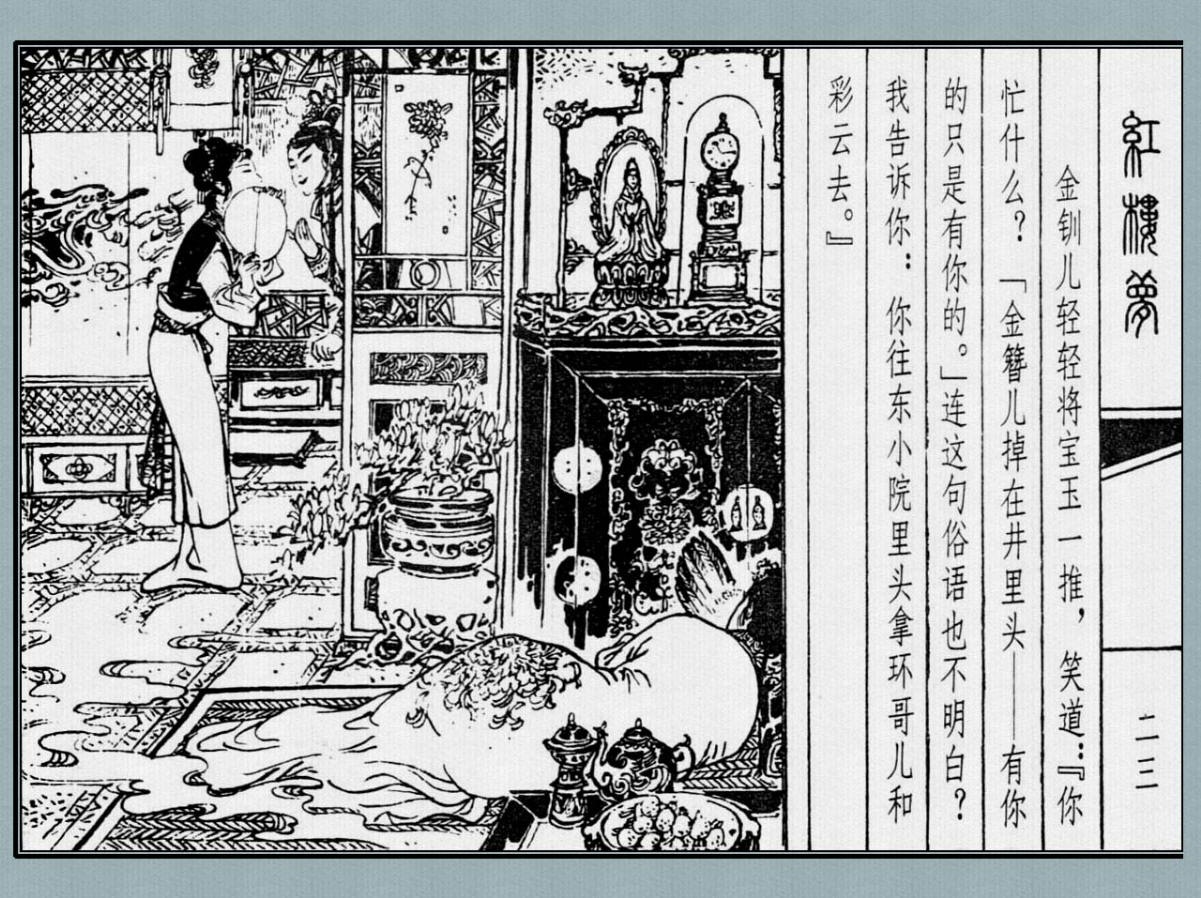 红楼梦
二三
金钏儿轻轻将宝玉一推，笑道：『你
忙什么？「金簪儿掉在井里头——有你
的只是有你的。」连这句俗语也不明白？
我告诉你：你往东小院里头拿环哥儿和
彩云去。』